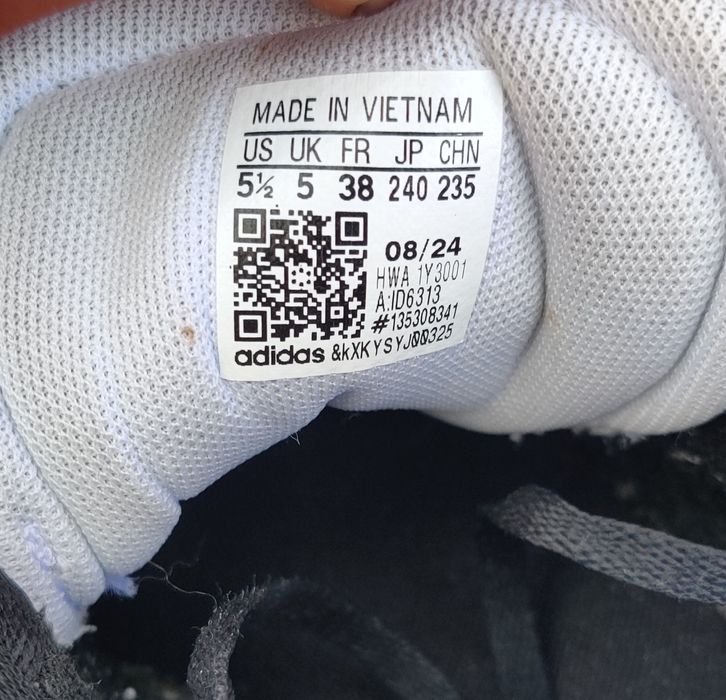 MADE IN VIETNAM
US UK FR JP CHN
5½ 5 38 240 235
08/24
HWA 1Y3001
A:ID6313
#135308341
adidas &kXKYSYJ00325